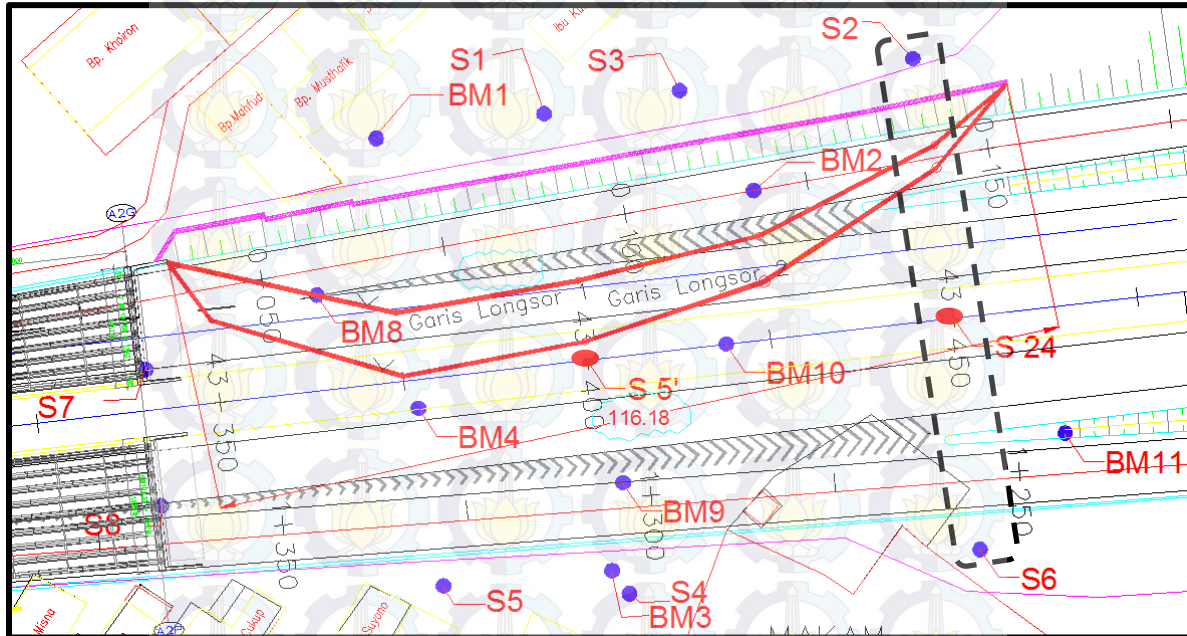 Bp. Khoiron
Bp. Musthalik
Bp.Mahfud
Ibu
S1
S3
S2
BM1
BM2
A2G
0+050
0+100
0+150
BM8
Garis Longsor 1
Garis Longsor 2
43+350
43+400
43+450
S7
S 24
S 5'
BM10
BM4
116.18
BM11
S8
BM9
1+350
1+300
1+250
S5
S4
BM3
S6
Misna
Cukup
Suyono
MAKAM